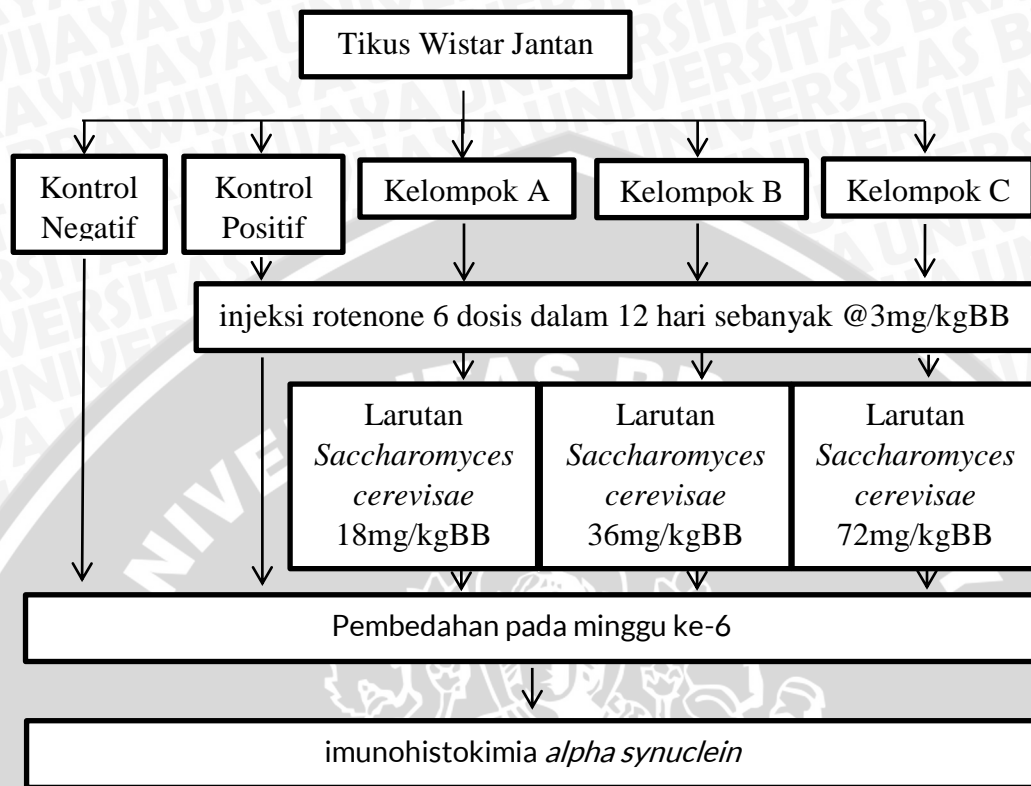 Tikus Wistar Jantan
Kontrol
Negatif
Kontrol
Positif
Kelompok A
Kelompok B
Kelompok C
injeksi rotenone 6 dosis dalam 12 hari sebanyak @3mg/kgBB
Larutan
Saccharomyces
cerevisae
18mg/kgBB
Larutan
Saccharomyces
cerevisae
36mg/kgBB
Larutan
Saccharomyces
cerevisae
72mg/kgBB
Pembedahan pada minggu ke-6
imunohistokimia alpha synuclein